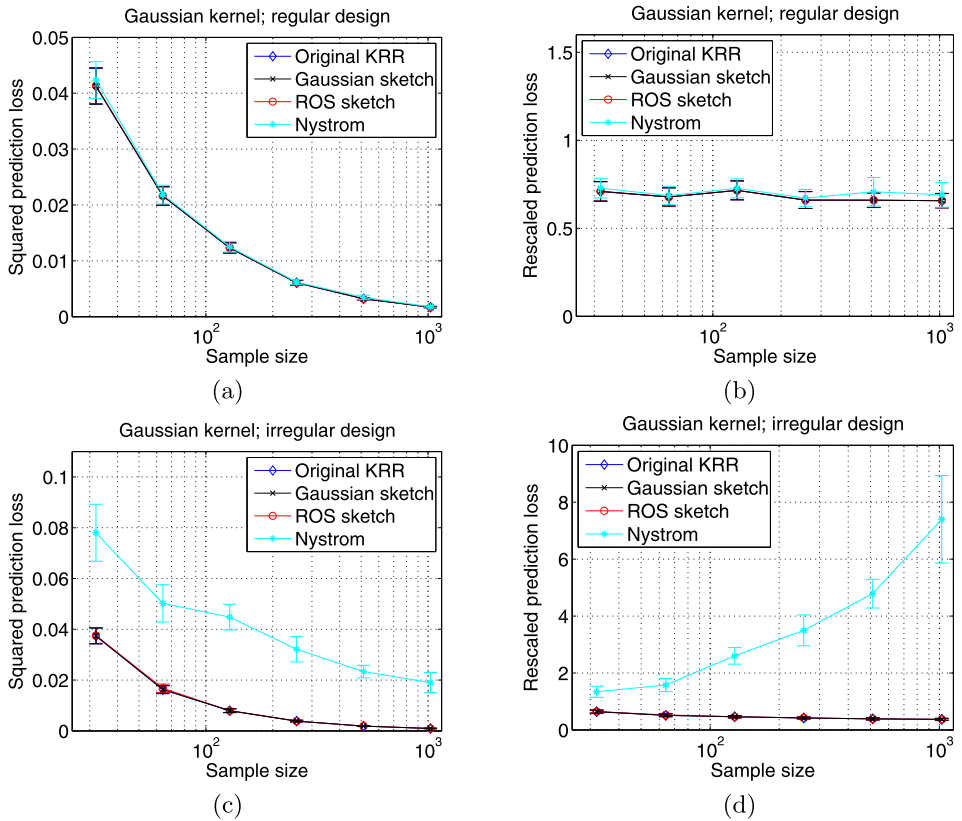 Gaussian kernel; regular design
0.05
0.04
0.03
0.02
0.01
0
Squared prediction loss
Original KRR
Gaussian sketch
ROS sketch
Nystrom
10^2
10^3
Sample size
(a)
Gaussian kernel; regular design
1.5
1
0.5
0
Rescaled prediction loss
Original KRR
Gaussian sketch
ROS sketch
Nystrom
10^2
10^3
Sample size
(b)
Gaussian kernel; irregular design
0.1
0.08
0.06
0.04
0.02
0
Squared prediction loss
Original KRR
Gaussian sketch
ROS sketch
Nystrom
10^2
10^3
Sample size
(c)
Gaussian kernel; irregular design
10
8
6
4
2
0
Rescaled prediction loss
Original KRR
Gaussian sketch
ROS sketch
Nystrom
10^2
10^3
Sample size
(d)